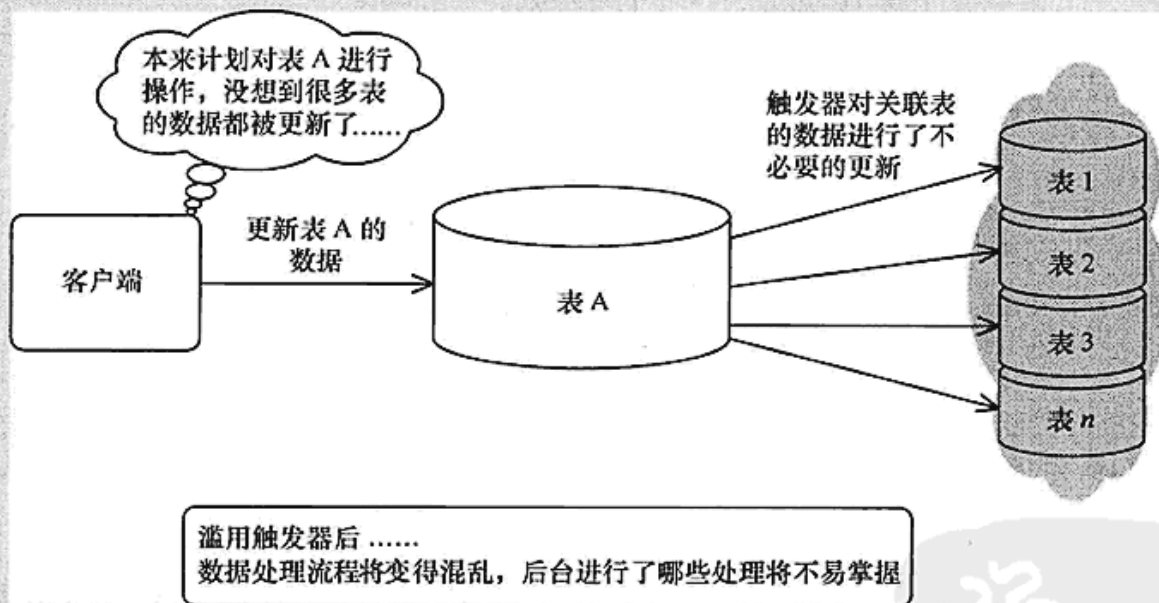 本来计划对表 A 进行
操作，没想到很多表
的数据都被更新了……
触发器对关联表
的数据进行了不
必要的更新
客户端
更新表 A 的
数据
表 A
表 1
表 2
表 3
表 n
滥用触发器后 ……
数据处理流程将变得混乱，后台进行了哪些处理将不易掌握